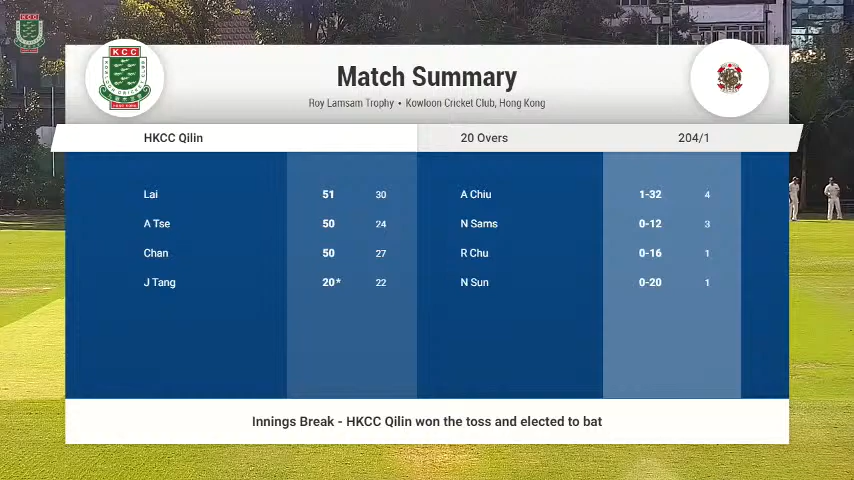 Match Summary
Roy Lamsam Trophy • Kowloon Cricket Club, Hong Kong
HKCC Qilin 20 Overs 204/1
Lai 51 30 A Chiu 1-32 4
A Tse 50 24 N Sams 0-12 3
Chan 50 27 R Chu 0-16 1
J Tang 20* 22 N Sun 0-20 1
Innings Break - HKCC Qilin won the toss and elected to bat
KCC